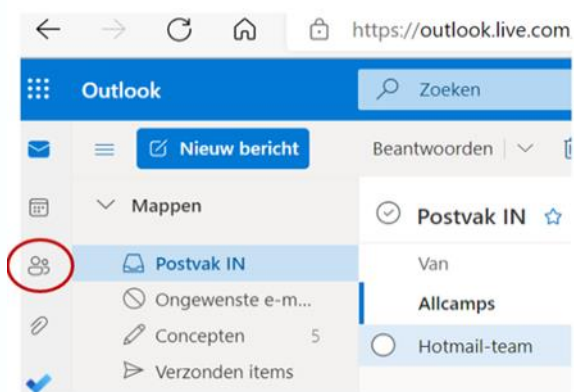 https://outlook.live.com
Outlook
Zoeken
Nieuw bericht
Beantwoorden
Mappen
Postvak IN
Ongewenste e-m...
Concepten 5
Verzonden items
Postvak IN
Van
Allcamps
Hotmail-team